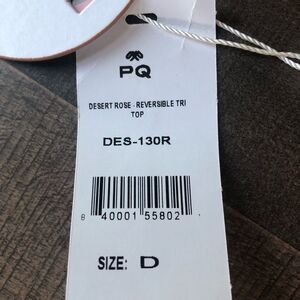 PQ
DESERT ROSE - REVERSIBLE TRI
TOP
DES-130R
8 40001 55802
SIZE: D